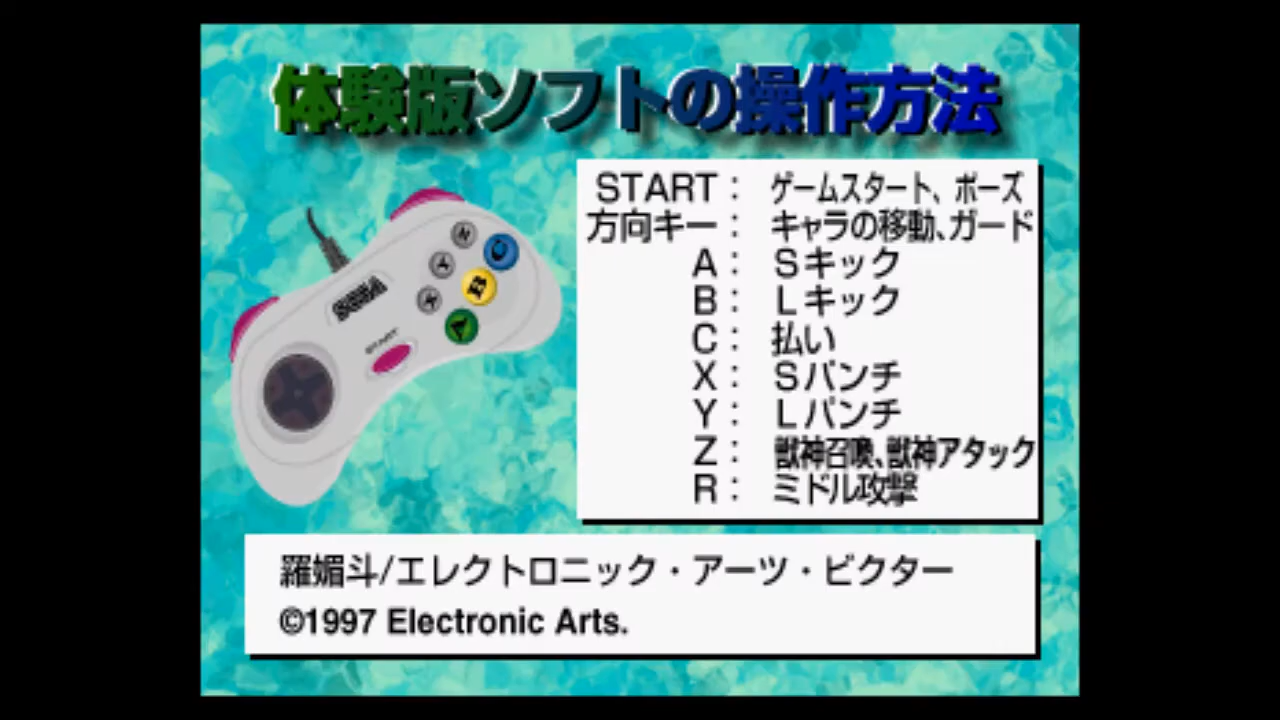 体験版ソフトの操作方法
START： ゲームスタート、ポーズ
方向キー： キャラの移動、ガード
A： Sキック
B： Lキック
C： 払い
X： Sパンチ
Y： Lパンチ
Z： 獣神召喚、獣神アタック
R： ミドル攻撃
SEGA
START
X
Y
Z
A
B
C
羅媚斗/エレクトロニック・アーツ・ビクター
©1997 Electronic Arts.